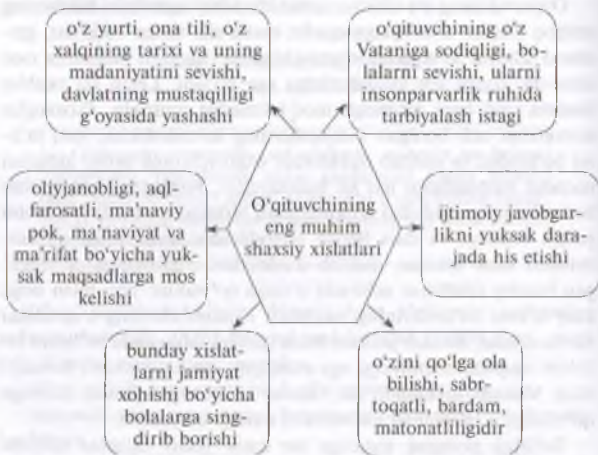 o'z yurti, ona tili, o'z
xalqining tarixi va uning
madaniyatini sevishi,
davlatning mustaqilligi
g'oyasida yashashi
o'qituvchining o'z
Vataniga sodiqligi, bo-
lalarni sevishi, ularni
insonparvarlik ruhida
tarbiyalash istagi
oliyjanobligi, aql-
farosatli, ma'naviy
pok, ma'naviyat va
ma'rifat bo'yicha yuk-
sak maqsadlarga mos
kelishi
O'qituvchining
eng muhim
shaxsiy xislatlari
ijtimoiy javobgar-
likni yuksak dara-
jada his etishi
bunday xislat-
larni jamiyat
xohishi bo'yicha
bolalarga sing-
dirib borishi
o'zini qo'lga ola
bilishi, sabr-
toqatli, bardam,
matonatliligidir